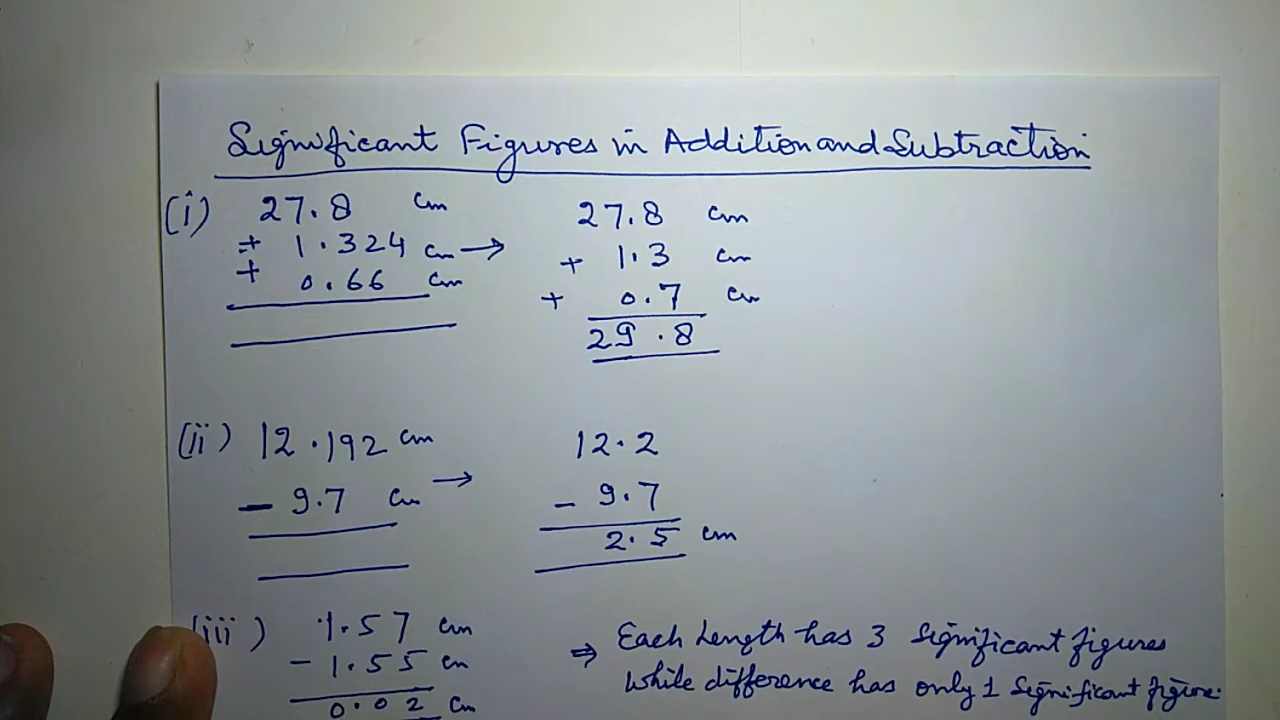 Significant Figures in Addition and Subtraction
(i) 27.8 cm 27.8 cm
+ 1.324 cm → + 1.3 cm
+ 0.66 cm + 0.7 cm
29.8
(ii) 12.192 cm 12.2
- 9.7 cm → - 9.7
2.5 cm
(iii) 1.57 cm ⇒ Each Length has 3 Significant figures
- 1.55 cm while difference has only 1 Significant figure.
0.02 cm